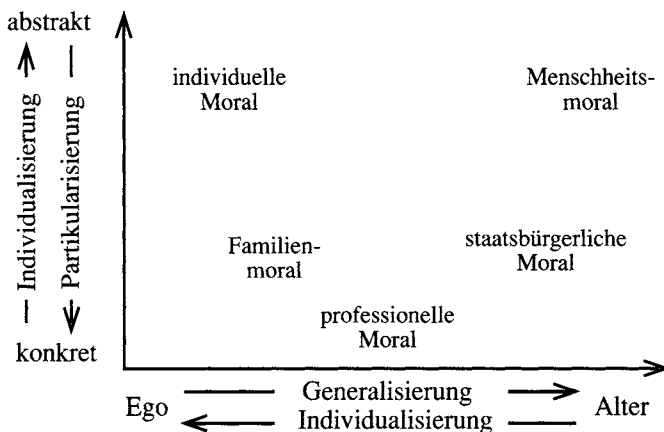 abstrakt
individuelle
Moral
Menschheits-
moral
Individualisierung
Partikularisierung
Familien-
moral
staatsbürgerliche
Moral
professionelle
Moral
konkret
Ego
Generalisierung
Individualisierung
Alter